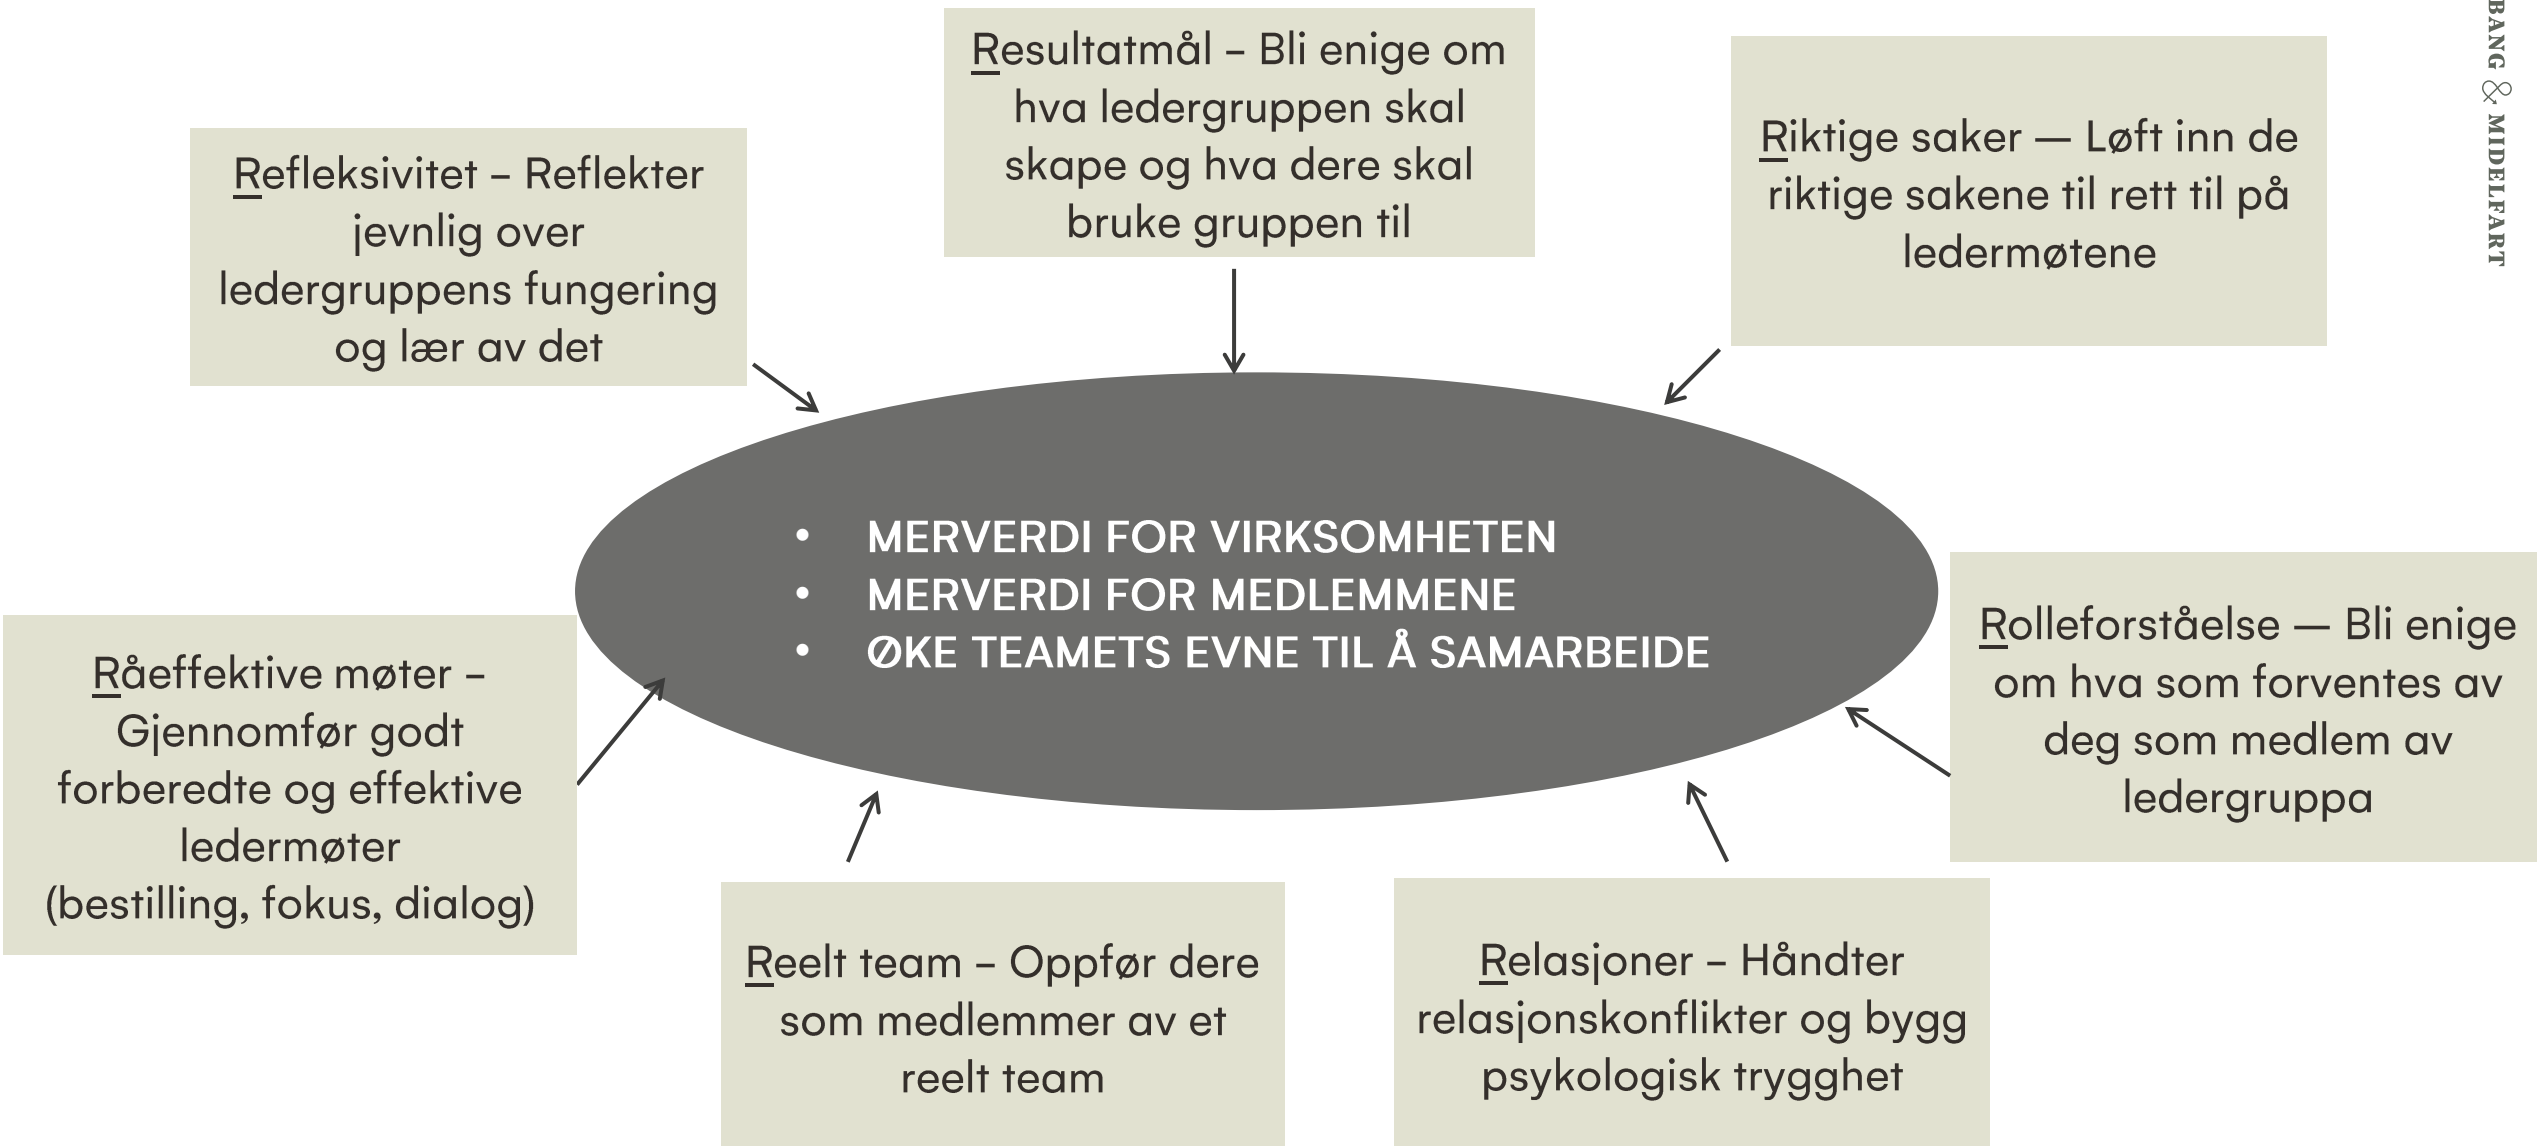 Resultatmål – Bli enige om
hva ledergruppen skal
skape og hva dere skal
bruke gruppen til
Riktige saker — Løft inn de
riktige sakene til rett til på
ledermøtene
BANG & MIDELFART
Refleksivitet – Reflekter
jevnlig over
ledergruppens fungering
og lær av det
• MERVERDI FOR VIRKSOMHETEN
• MERVERDI FOR MEDLEMMENE
• ØKE TEAMETS EVNE TIL Å SAMARBEIDE
Rolleforståelse — Bli enige
om hva som forventes av
deg som medlem av
ledergruppa
Råeffektive møter –
Gjennomfør godt
forberedte og effektive
ledermøter
(bestilling, fokus, dialog)
Reelt team – Oppfør dere
som medlemmer av et
reelt team
Relasjoner – Håndter
relasjonskonflikter og bygg
psykologisk trygghet